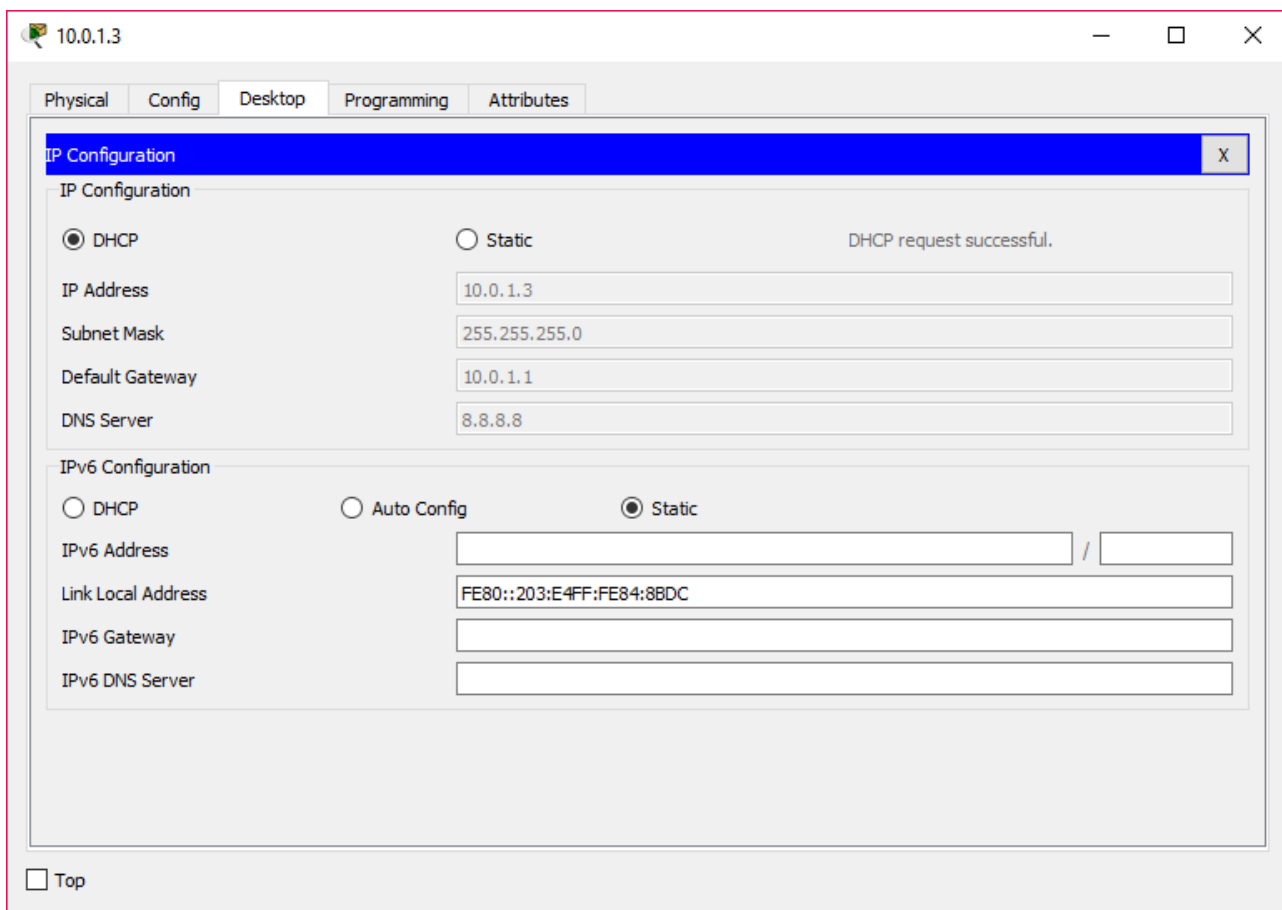 10.0.1.3
Physical Config Desktop Programming Attributes
IP Configuration X
IP Configuration
DHCP Static DHCP request successful.
IP Address 10.0.1.3
Subnet Mask 255.255.255.0
Default Gateway 10.0.1.1
DNS Server 8.8.8.8
IPv6 Configuration
DHCP Auto Config Static
IPv6 Address /
Link Local Address FE80::203:E4FF:FE84:8BDC
IPv6 Gateway
IPv6 DNS Server
Top